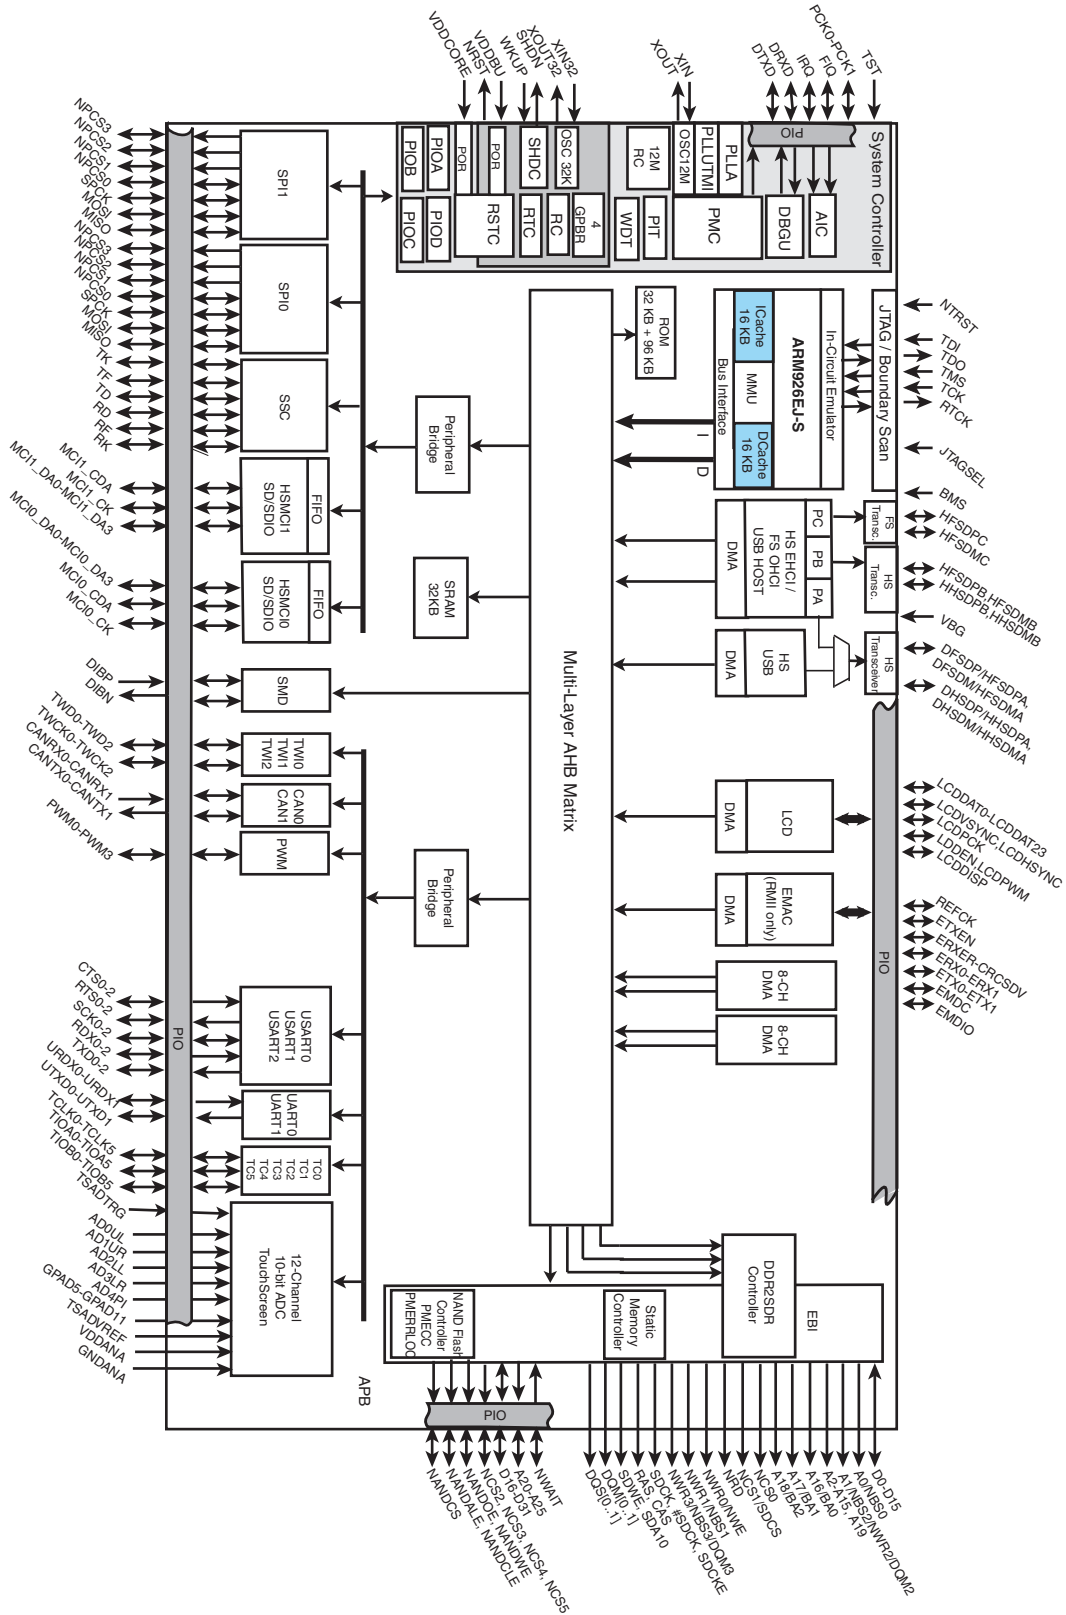 PCK0-PCK1
TST
FIQ
IRQ
DRXD
DTXD
XIN
XOUT
XIN32
XOUT32
SHDN
WKUP
VDDBU
NRST
VDDCORE
System Controller
PIO
AIC
DBGU
PLLA
PLLUTMI
OSC12M
12M
RC
PMC
PIT
WDT
OSC 32K
SHDC
4
GPBR
RC
RTC
POR
POR
RSTC
PIOA
PIOB
PIOD
PIOC
NTRST
TDI
TDO
TMS
TCK
RTCK
JTAGSEL
BMS
HFSDPC
HFSDMC
HFSDPB,HFSDMB
HHSDPB,HHSDMB
VBG
DFSDP/HFSDPA,
DFSDM/HFSDMA
DHSDP/HHSDPA,
DHSDM/HHSDMA
LCDDAT0-LCDDAT23
LCDVSYNC,LCDHSYNC
LCDPCK
LDDEN,LCDPWM
LCDDISP
REFCK
ETXEN
ERXER-CRCSDV
ERX0-ERX1
ETX0-ETX1
EMDC
EMDIO
JTAG / Boundary Scan
In-Circuit Emulator
ARM926EJ-S
ICache
16 KB
MMU
DCache
16 KB
Bus Interface
I
D
ROM
32 KB + 96 KB
FS
Transc.
HS
Transc.
HS
Transceiver
PC
PB
PA
HS EHCI /
FS OHCI
USB HOST
DMA
HS
USB
DMA
PIO
LCD
DMA
EMAC
(RMII only)
DMA
8-CH
DMA
8-CH
DMA
Multi-Layer AHB Matrix
Peripheral
Bridge
SRAM
32KB
Peripheral
Bridge
APB
SPI1
SPI0
SSC
FIFO
HSMCI1
SD/SDIO
FIFO
HSMCI0
SD/SDIO
SMD
TWI0
TWI1
TWI2
CAN0
CAN1
PWM
USART0
USART1
USART2
UART0
UART1
TC0
TC1
TC2
TC3
TC4
TC5
12-Channel
10-bit ADC
TouchScreen
PIO
NPCS3
NPCS2
NPCS1
NPCS0
SPCK
MOSI
MISO
NPCS3
NPCS2
NPCS1
NPCS0
SPCK
MOSI
MISO
TK
TF
TD
RD
RF
RK
MCI1_CDA
MCI1_CK
MCI1_DA0-MCI1_DA3
MCI0_DA0-MCI0_DA3
MCI0_CDA
MCI0_CK
DIBP
DIBN
TWD0-TWD2
TWCK0-TWCK2
CANRX0-CANRX1
CANTX0-CANTX1
PWM0-PWM3
CTS0-2
RTS0-2
SCK0-2
RDX0-2
TXD0-2
URDX0-URDX1
UTXD0-UTXD1
TCLK0-TCLK5
TIOA0-TIOA5
TIOB0-TIOB5
TSADTRG
AD0UL
AD1UR
AD2LL
AD3LR
AD4PI
GPAD5-GPAD11
TSADVREF
VDDANA
GNDANA
EBI
DDR2SDR
Controller
Static
Memory
Controller
NAND Flash
Controller
PMECC
PMERRLOC
PIO
D0-D15
A0/NBS0
A1/NBS2/NWR2/DQM2
A2-A15, A19
A16/BA0
A17/BA1
A18/BA2
NCS0
NCS1/SDCS
NRD
NWR0/NWE
NWR1/NBS1
NWR3/NBS3/DQM3
SDCK, #SDCK, SDCKE
RAS, CAS
SDWE, SDA10
DQM[0..1]
DQS[0..1]
NWAIT
A20-A25
D16-D31
NCS2, NCS3, NCS4, NCS5
NANDOE, NANDWE
NANDALE, NANDCLE
NANDCS